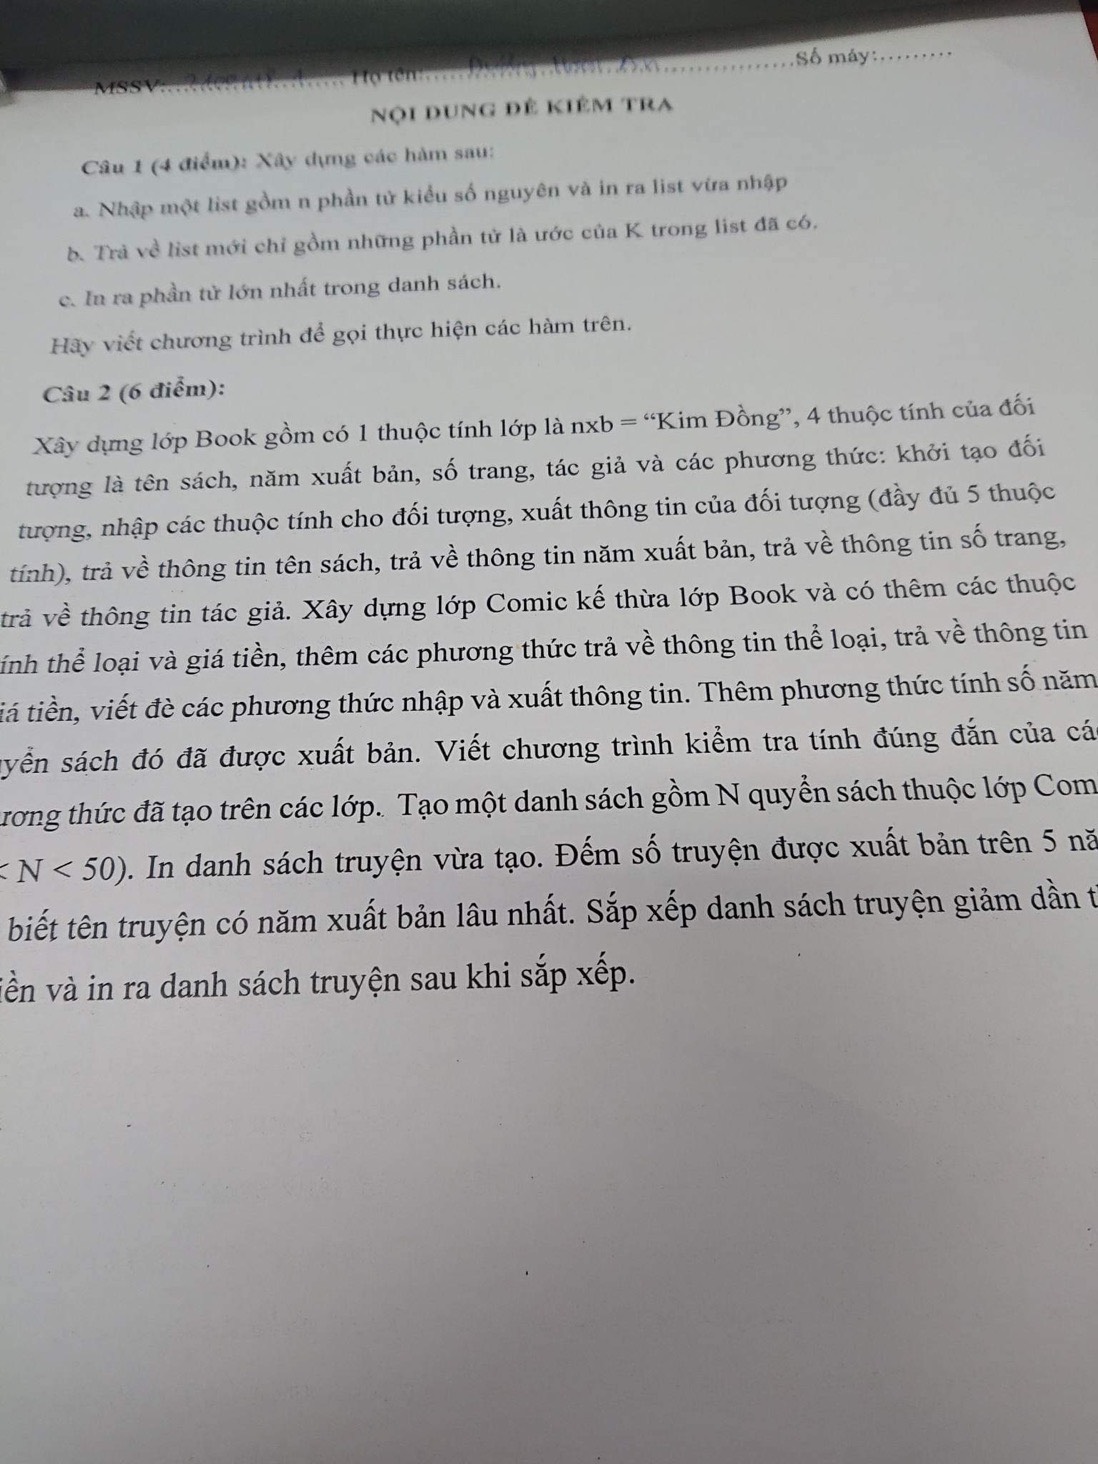 MSSV: Họ tên: Số máy:
NỘI DUNG ĐỀ KIỂM TRA
Câu 1 (4 điểm): Xây dựng các hàm sau:
a. Nhập một list gồm n phần tử kiểu số nguyên và in ra list vừa nhập
b. Trả về list mới chỉ gồm những phần tử là ước của K trong list đã có.
c. In ra phần tử lớn nhất trong danh sách.
Hãy viết chương trình để gọi thực hiện các hàm trên.
Câu 2 (6 điểm):
Xây dựng lớp Book gồm có 1 thuộc tính lớp là nxb = “Kim Đồng”, 4 thuộc tính của đối
tượng là tên sách, năm xuất bản, số trang, tác giả và các phương thức: khởi tạo đối
tượng, nhập các thuộc tính cho đối tượng, xuất thông tin của đối tượng (đầy đủ 5 thuộc
tính), trả về thông tin tên sách, trả về thông tin năm xuất bản, trả về thông tin số trang,
trả về thông tin tác giả. Xây dựng lớp Comic kế thừa lớp Book và có thêm các thuộc
ính thể loại và giá tiền, thêm các phương thức trả về thông tin thể loại, trả về thông tin
iá tiền, viết đè các phương thức nhập và xuất thông tin. Thêm phương thức tính số năm
yển sách đó đã được xuất bản. Viết chương trình kiểm tra tính đúng đắn của cá
ương thức đã tạo trên các lớp. Tạo một danh sách gồm N quyển sách thuộc lớp Com
< N < 50). In danh sách truyện vừa tạo. Đếm số truyện được xuất bản trên 5 nă
biết tên truyện có năm xuất bản lâu nhất. Sắp xếp danh sách truyện giảm dần t
iền và in ra danh sách truyện sau khi sắp xếp.